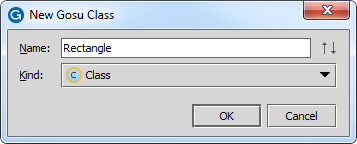 New Gosu Class
Name: Rectangle
Kind: C Class
OK Cancel